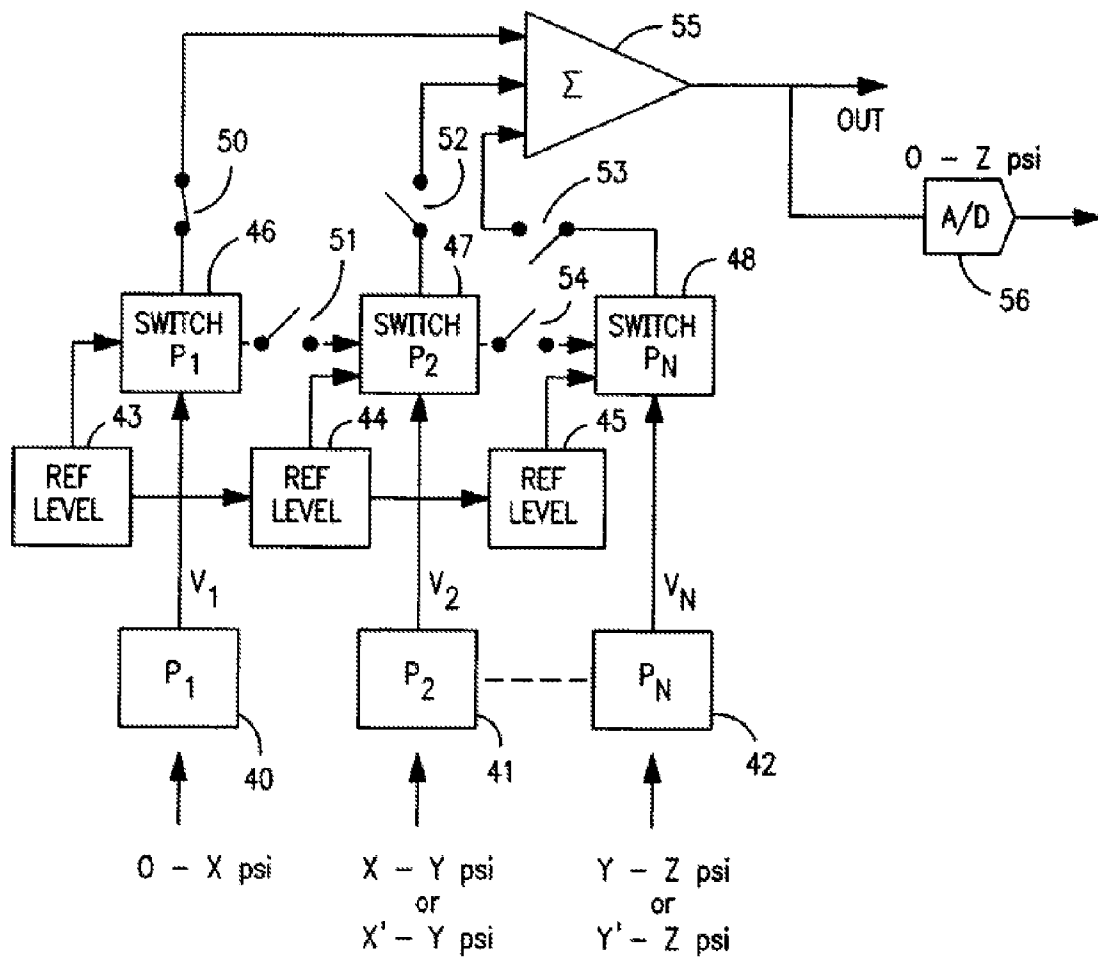 55
Σ
OUT
50
52
53
O - Z psi
A/D
56
46
51
47
54
48
SWITCH
P1
SWITCH
P2
SWITCH
PN
43
44
45
REF
LEVEL
REF
LEVEL
REF
LEVEL
V1
V2
VN
P1
P2
PN
40
41
42
O - X psi
X - Y psi
or
X' - Y psi
Y - Z psi
or
Y' - Z psi